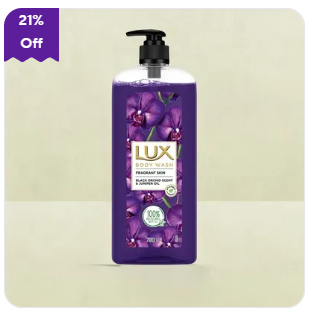 21%
Off
LUX
BODY WASH
FRAGRANT SKIN
BLACK ORCHID SCENT
& JUNIPER OIL
100%